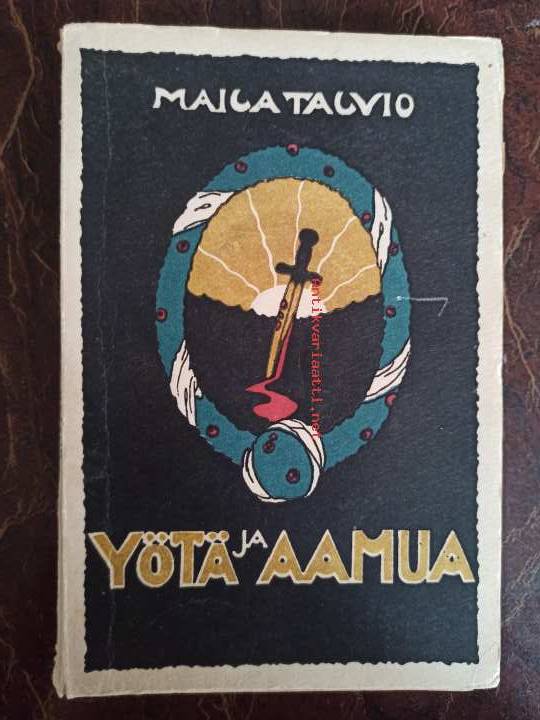 MAILA TALVIO
antikvariaatti.net
YÖTÄ JA AAMUA